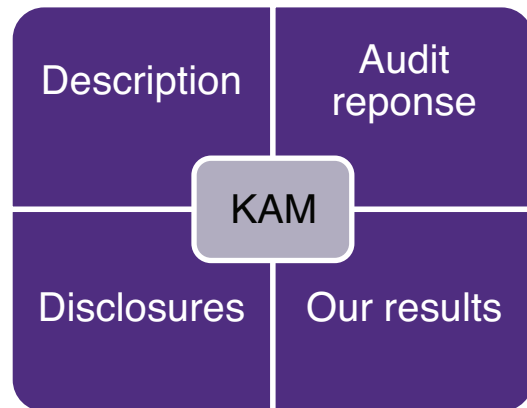 Description
Audit
reponse
KAM
Disclosures
Our results